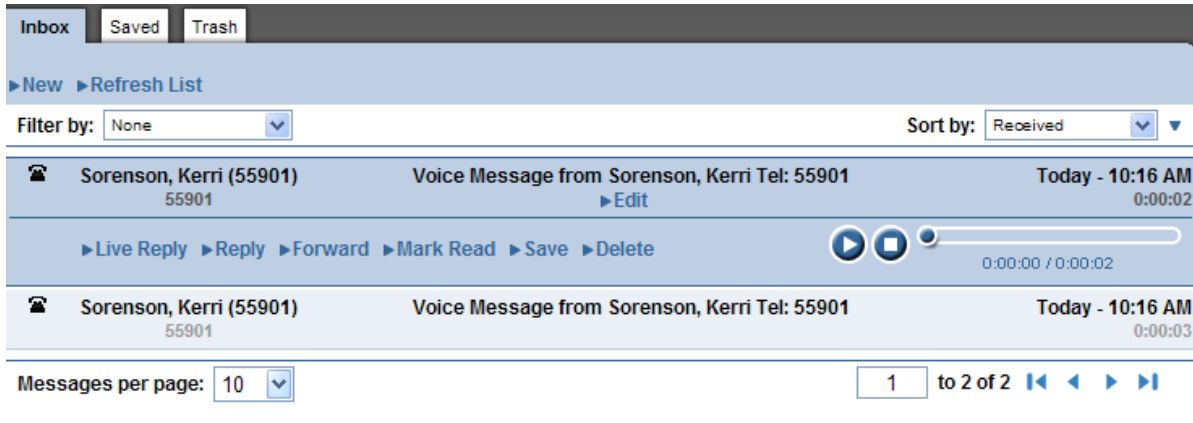 Inbox Saved Trash
New Refresh List
Filter by: None Sort by: Received
Sorenson, Kerri (55901) Voice Message from Sorenson, Kerri Tel: 55901 Today - 10:16 AM
55901 Edit 0:00:02
Live Reply Reply Forward Mark Read Save Delete
0:00:00 / 0:00:02
Sorenson, Kerri (55901) Voice Message from Sorenson, Kerri Tel: 55901 Today - 10:16 AM
55901 0:00:03
Messages per page: 10 1 to 2 of 2